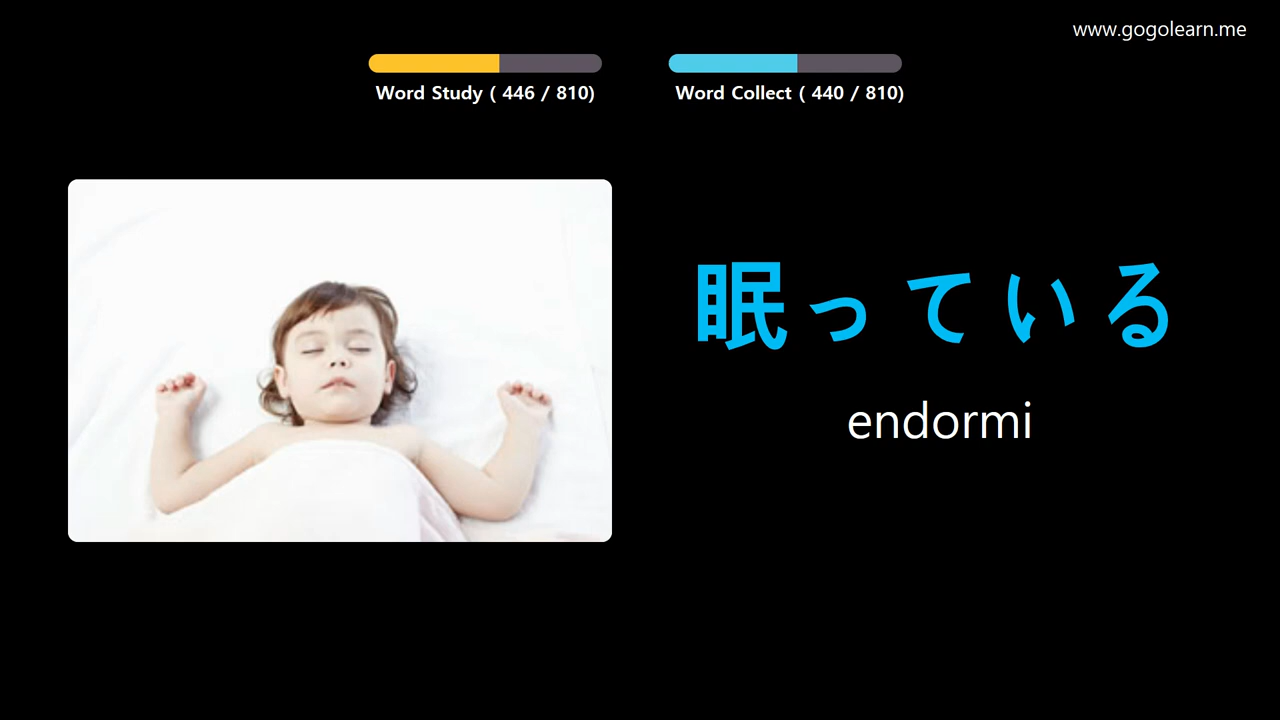 www.gogolearn.me
Word Study ( 446 / 810)
Word Collect ( 440 / 810)
眠っている
endormi